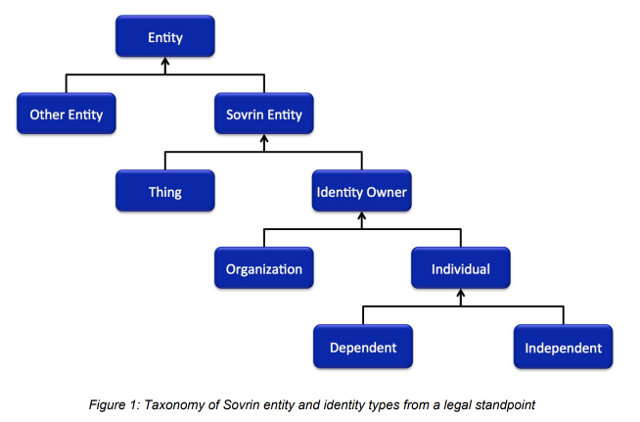 Entity
Other Entity
Sovrin Entity
Thing
Identity Owner
Organization
Individual
Dependent
Independent
Figure 1: Taxonomy of Sovrin entity and identity types from a legal standpoint